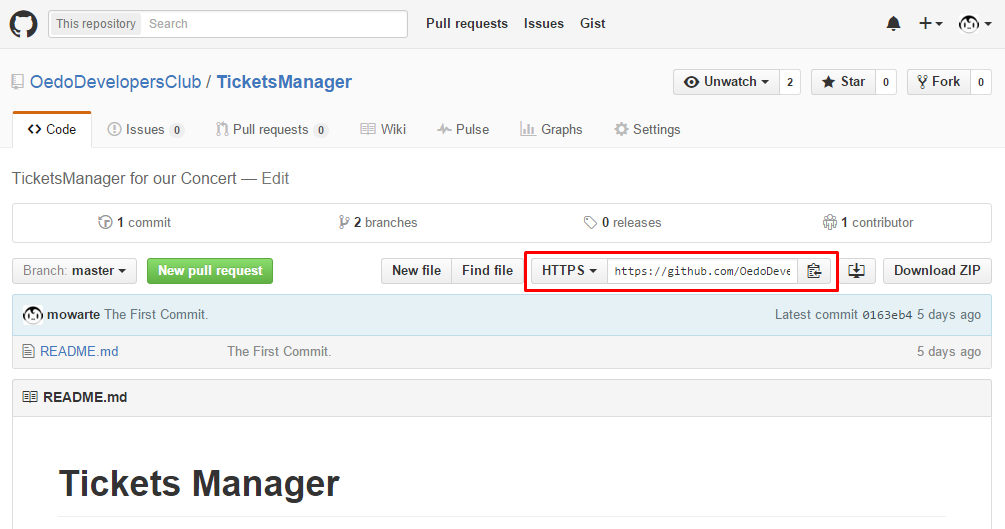 This repository Search Pull requests Issues Gist
OedoDevelopersClub / TicketsManager Unwatch 2 Star 0 Fork 0
Code Issues 0 Pull requests 0 Wiki Pulse Graphs Settings
TicketsManager for our Concert — Edit
1 commit 2 branches 0 releases 1 contributor
Branch: master New pull request New file Find file HTTPS https://github.com/OedoDeve Download ZIP
mowarte The First Commit. Latest commit 0163eb4 5 days ago
README.md The First Commit. 5 days ago
README.md
Tickets Manager